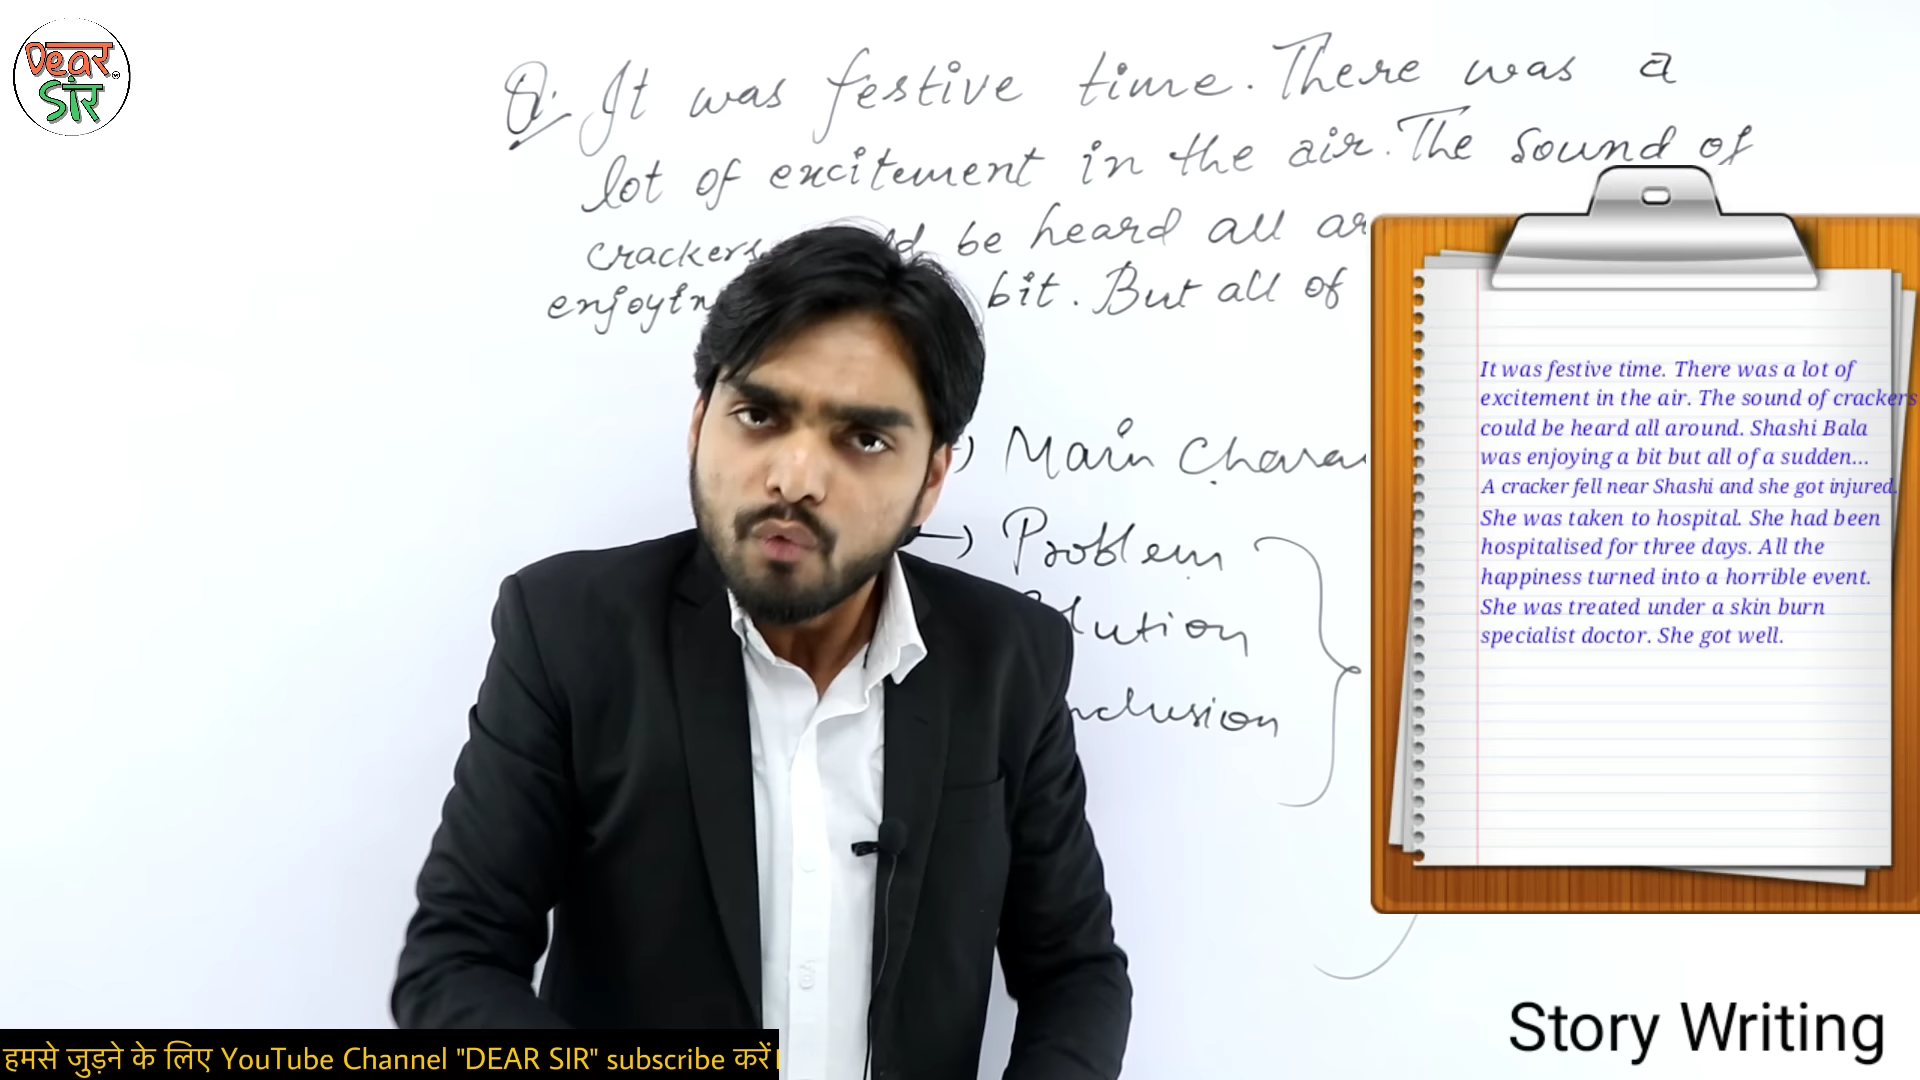 Dear
सर
Q. It was festive time. There was a
lot of excitement in the air. The sound of
crackers be heard all
enjoyin bit. But all of
Main
Problem
Conclusion
It was festive time. There was a lot of
excitement in the air. The sound of crackers
could be heard all around. Shashi Bala
was enjoying a bit but all of a sudden...
A cracker fell near Shashi and she got injured.
She was taken to hospital. She had been
hospitalised for three days. All the
happiness turned into a horrible event.
She was treated under a skin burn
specialist doctor. She got well.
Story Writing
हमसे जुड़ने के लिए YouTube Channel "DEAR SIR" subscribe करें।